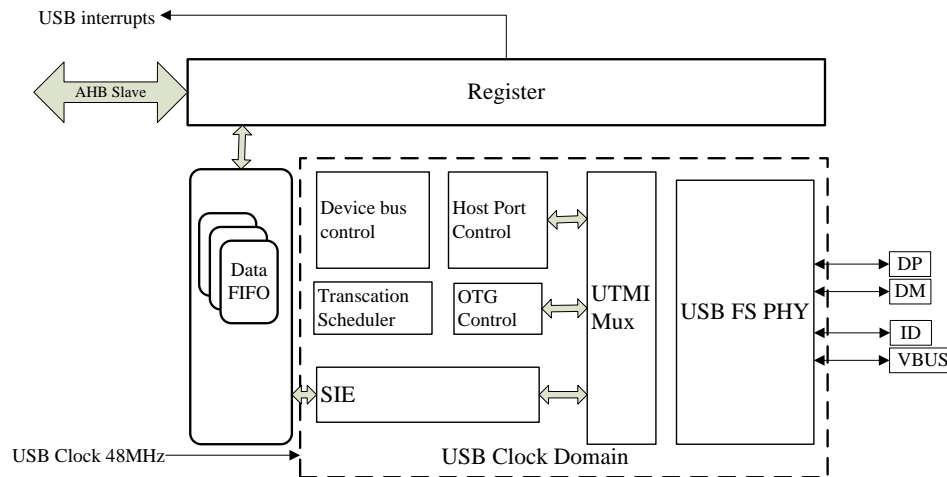 USB interrupts
AHB Slave
Register
Device bus
control
Host Port
Control
Data
FIFO
Transcation
Scheduler
OTG
Control
UTMI
Mux
USB FS PHY
DP
DM
ID
VBUS
SIE
USB Clock 48MHz
USB Clock Domain